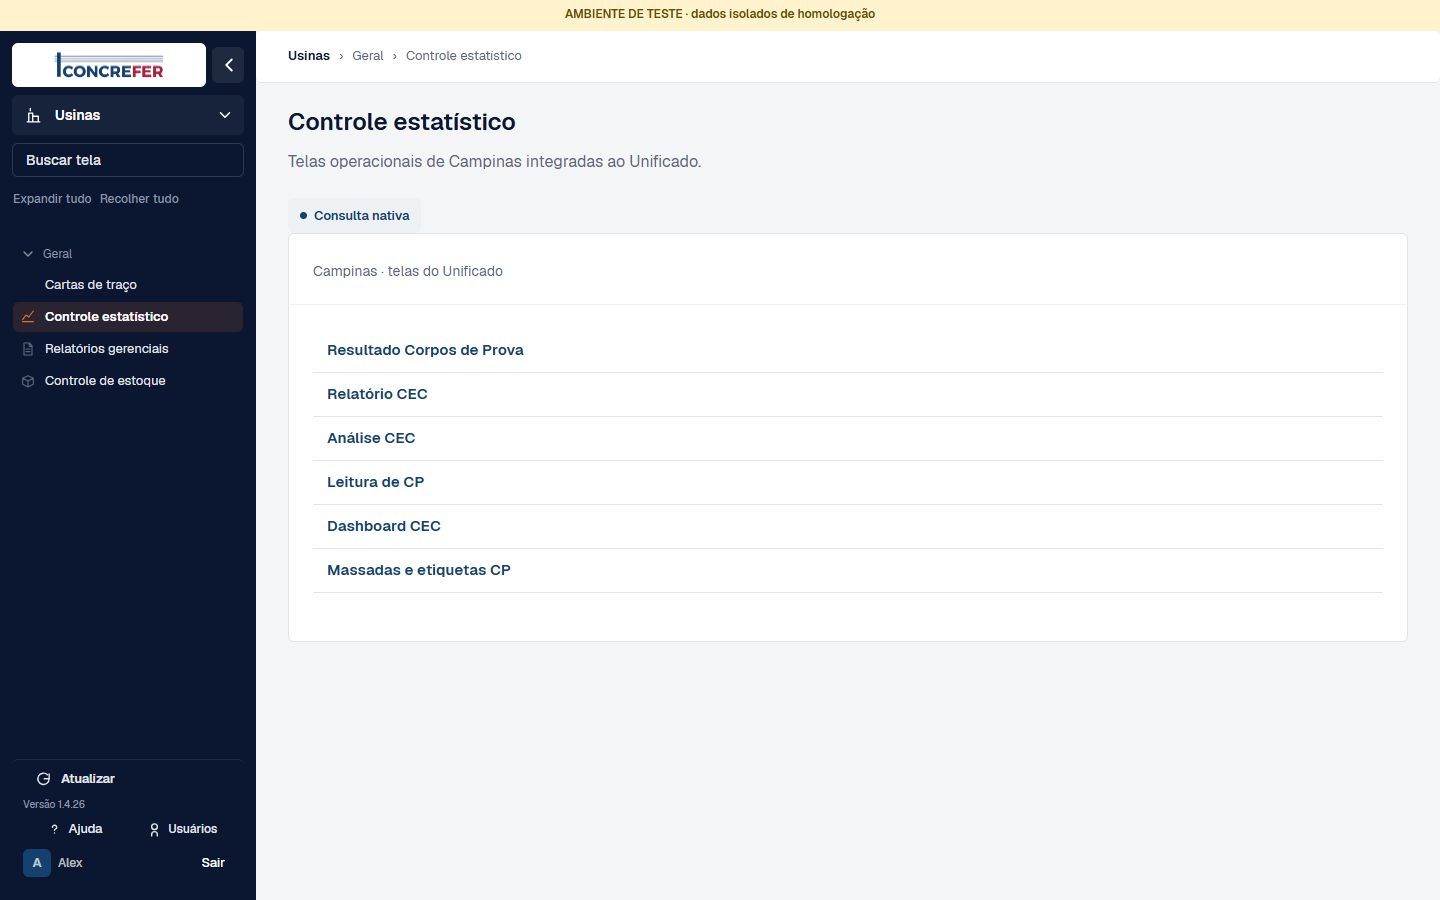 AMBIENTE DE TESTE · dados isolados de homologação
CONCREFER
Usinas
Buscar tela
Expandir tudo Recolher tudo
Geral
Cartas de traço
Controle estatístico
Relatórios gerenciais
Controle de estoque
Atualizar
Versão 1.4.26
? Ajuda
Usuários
A Alex
Sair
Usinas › Geral › Controle estatístico
Controle estatístico
Telas operacionais de Campinas integradas ao Unificado.
Consulta nativa
Campinas · telas do Unificado
Resultado Corpos de Prova
Relatório CEC
Análise CEC
Leitura de CP
Dashboard CEC
Massadas e etiquetas CP